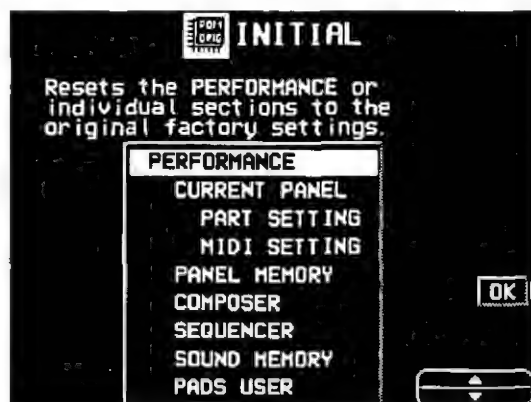 INITIAL
Resets the PERFORMANCE or
individual sections to the
original factory settings.
PERFORMANCE
CURRENT PANEL
PART SETTING
MIDI SETTING
PANEL MEMORY
COMPOSER
SEQUENCER
SOUND MEMORY
PADS USER
OK